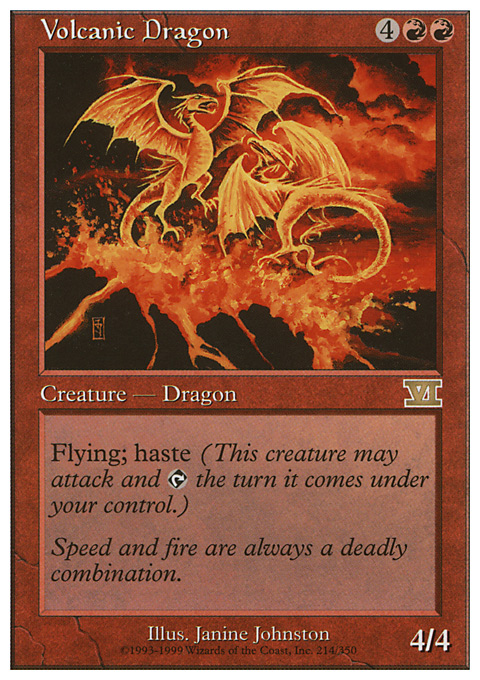 Volcanic Dragon 4
Creature — Dragon VI
Flying; haste (This creature may
attack and the turn it comes under
your control.)
Speed and fire are always a deadly
combination.
Illus. Janine Johnston
©1993-1999 Wizards of the Coast, Inc. 214/350
4/4